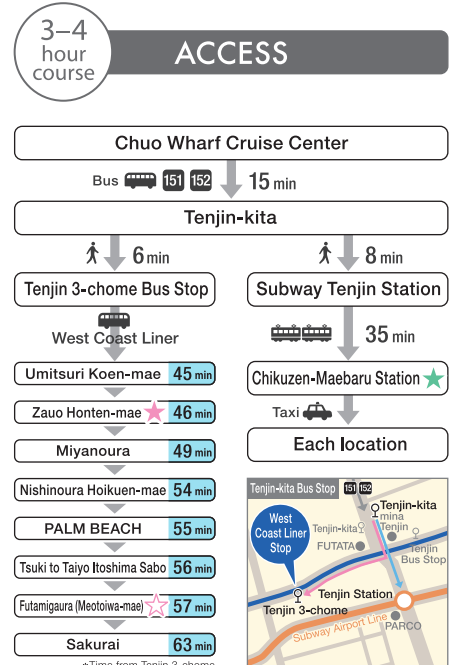 3–4
hour
course
ACCESS
Chuo Wharf Cruise Center
Bus 151 152 15 min
Tenjin-kita
6 min
8 min
Tenjin 3-chome Bus Stop
Subway Tenjin Station
West Coast Liner
35 min
Umitsuri Koen-mae 45 min
Chikuzen-Maebaru Station
Zauo Honten-mae 46 min
Taxi
Miyanoura 49 min
Each location
Nishinoura Hoikuen-mae 54 min
PALM BEACH 55 min
Tsuki to Taiyo Itoshima Sabo 56 min
Futamigaura (Meotoiwa-mae) 57 min
Sakurai 63 min
*Time from Tenjin 3-chome
Tenjin-kita Bus Stop 151 152
Tenjin-kita
West
Coast Liner
Stop
mina
Tenjin
Tenjin-kita
FUTATA
Tenjin
Bus Stop
Tenjin 3-chome
Tenjin Station
Subway Airport Line
PARCO